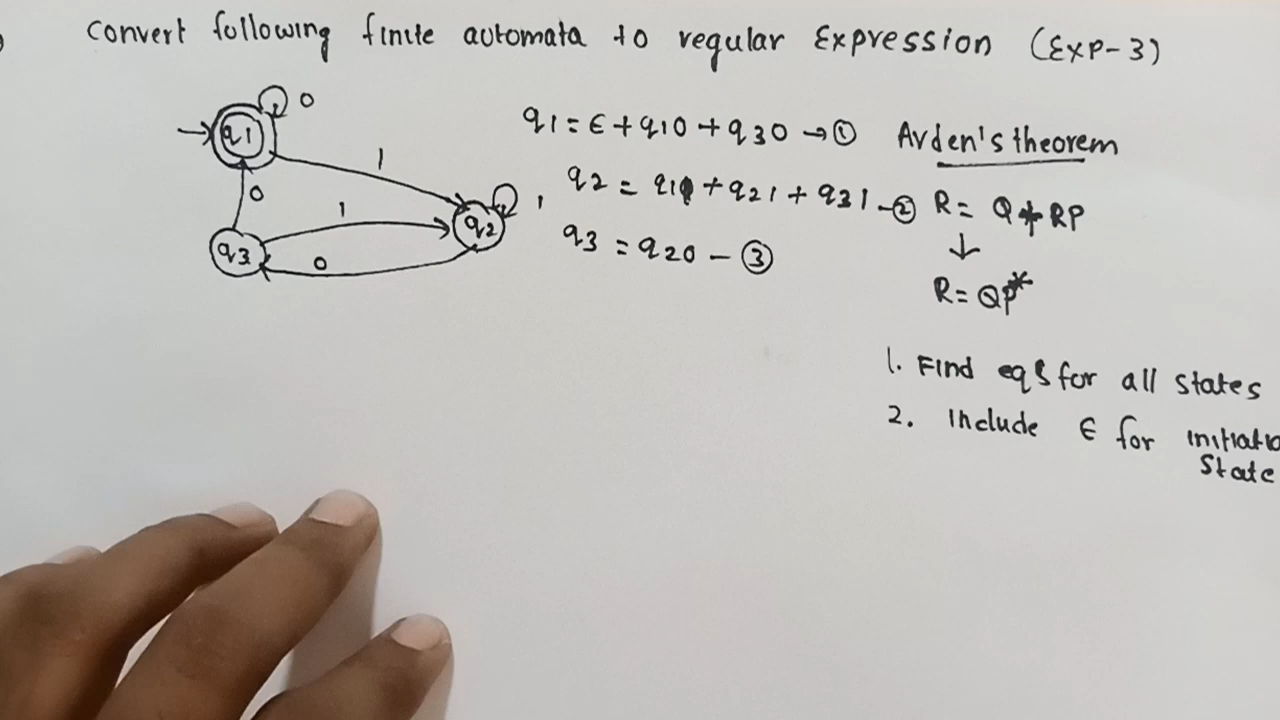 convert following finite automata to regular Expression (Exp-3)
q1 = ε + q10 + q30 → ①
q2 = q11 + q21 + q31 - ②
q3 = q20 - ③
Arden's theorem
R = Q + RP
↓
R = QP*
1. Find eqs for all states
2. Include ε for initial
state
q1
0
1
0
1
q2
1
q3
0